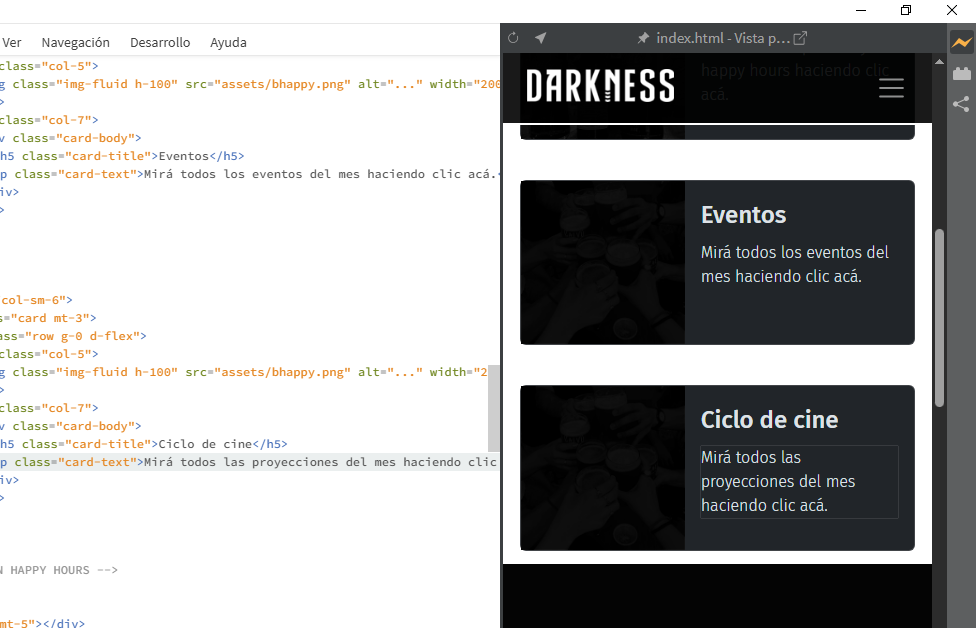 Ver Navegación Desarrollo Ayuda
class="col-5">
g class="img-fluid h-100" src="assets/bhappy.png" alt="..." width="200
>
class="col-7">
v class="card-body">
h5 class="card-title">Eventos</h5>
p class="card-text">Mirá todos los eventos del mes haciendo clic acá.<
iv>
>
col-sm-6">
s="card mt-3">
ass="row g-0 d-flex">
class="col-5">
g class="img-fluid h-100" src="assets/bhappy.png" alt="..." width="2
>
class="col-7">
v class="card-body">
h5 class="card-title">Ciclo de cine</h5>
p class="card-text">Mirá todos las proyecciones del mes haciendo clic
iv>
>
N HAPPY HOURS -->
mt-5"></div>
index.html - Vista p...
DARKNESS
happy hours haciendo clic
acá.
Eventos
Mirá todos los eventos del
mes haciendo clic acá.
Ciclo de cine
Mirá todos las
proyecciones del mes
haciendo clic acá.